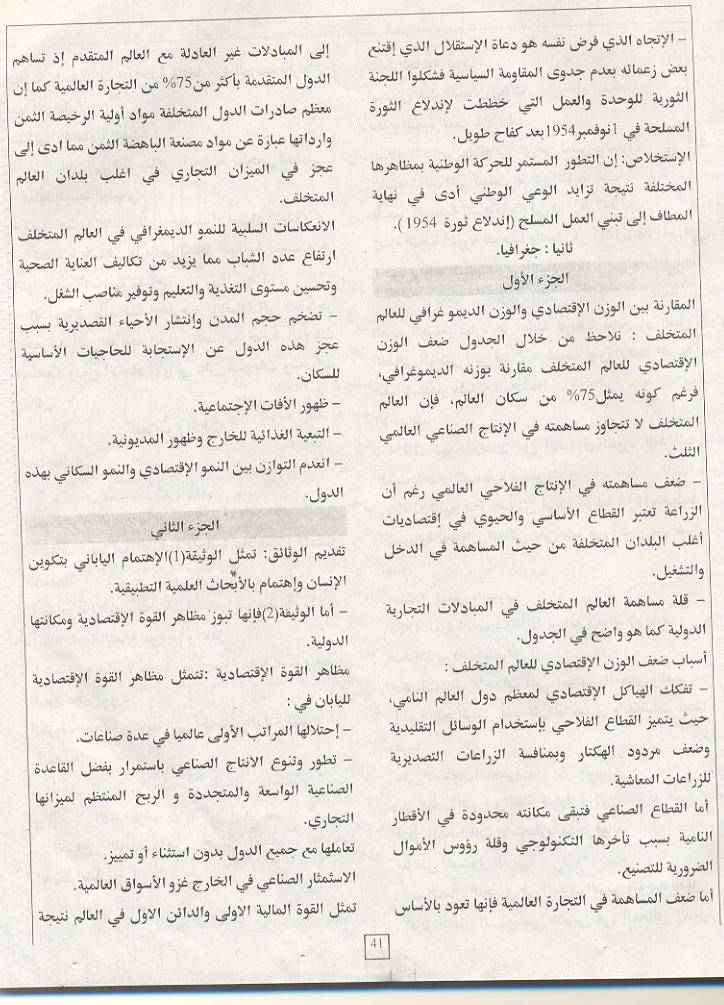 - الإتجاه الذي فرض نفسه هو دعاة الإستقلال الذي إقتنع
بعض زعمائه بعدم جدوى المقاومة السياسية فشكلوا اللجنة
الثورية للوحدة والعمل التي خططت لإندلاع الثورة
المسلحة في 1نوفمبر1954بعد كفاح طويل.
الإستخلاص: إن التطور المستمر للحركة الوطنية بمظاهرها
المختلفة نتيجة تزايد الوعي الوطني أدى في نهاية
المطاف إلى تبني العمل المسلح (إندلاع ثورة 1954 ).
ثانيا : جغرافيا.
الجزء الأول
المقارنة بين الوزن الإقتصادي والوزن الديمو غرافي للعالم
المتخلف : نلاحظ من خلال الجدول ضعف الوزن
الإقتصادي للعالم المتخلف مقارنة بوزنه الديموغرافي،
فرغم كونه يمثل75% من سكان العالم، فإن العالم
المتخلف لا تتجاوز مساهمته في الإنتاج الصناعي العالمي
الثلث.
- ضعف مساهمته في الإنتاج الفلاحي العالمي رغم أن
الزراعة تعتبر القطاع الأساسي والحيوي في إقتصاديات
أغلب البلدان المتخلفة من حيث المساهمة في الدخل
والتشغيل.
- قلة مساهمة العالم المتخلف في المبادلات التجارية
الدولية كما هو واضح في الجدول.
أسباب ضعف الوزن الإقتصادي للعالم المتخلف :
- تفكك الهياكل الإقتصادي لمعظم دول العالم النامي،
حيث يتميز القطاع الفلاحي بإستخدام الوسائل التقليدية
وضعف مردود الهكتار وبمنافسة الزراعات التصديرية
للزراعات المعاشية.
أما القطاع الصناعي فتبقى مكانته محدودة في الأقطار
النامية بسبب تأخرها التكنولوجي وقلة رؤوس الأموال
الضرورية للتصنيع.
أما ضعف المساهمة في التجارة العالمية فإنها تعود بالأساس
إلى المبادلات غير العادلة مع العالم المتقدم إذ تساهم
الدول المتقدمة بأكثر من75% من التجارة العالمية كما إن
معظم صادرات الدول المتخلفة مواد أولية الرخيصة الثمن
وارداتها عبارة عن مواد مصنعة الباهضة الثمن مما ادى إلى
عجز في الميزان التجاري في اغلب بلدان العالم
المتخلف.
الانعكاسات السلبية للنمو الديمغرافي في العالم المتخلف
ارتفاع عدد الشباب مما يزيد من تكاليف العناية الصحية
وتحسين مستوى التغذية والتعليم وتوفير مناصب الشغل.
- تضخم حجم المدن وإنتشار الأحياء القصديرية بسبب
عجز هذه الدول عن الإستجابة للحاجيات الأساسية
للسكان.
- ظهور الأفات الإجتماعية.
- التبعية الغذائية للخارج وظهور المديونية.
- انعدم التوازن بين النمو الإقتصادي والنمو السكاني بهذه
الدول.
الجزء الثاني
تفديم الوثائق: تمثل الوثيقة(1)الإهتمام الياباني بتكوين
الإنسان وإهتمام بالأبحاث العلمية التطبيقية.
- أما الوثيقة(2)فإنها تبوز مظاهر القوة الإقتصادية ومكانتها
الدولية.
مظاهر القوة الإقتصادية :تتمثل مظاهر القوة الإقتصادية
لليابان في :
- إحتلالها المراتب الأولى عالميا في عدة صناعات.
- تطور وتنوع الانتاج الصناعي باستمرار بفضل القاعدة
الصناعية الواسعة والمتجددة و الربح المنتظم لميزانها
التجاري.
تعاملها مع جميع الدول بدون استثناء أو تمييز.
الاسثمثار الصناعي في الخارج غزو الأسواق العالمية.
تمثل القوة المالية الاولى والدائن الاول في العالم نتيجة
41